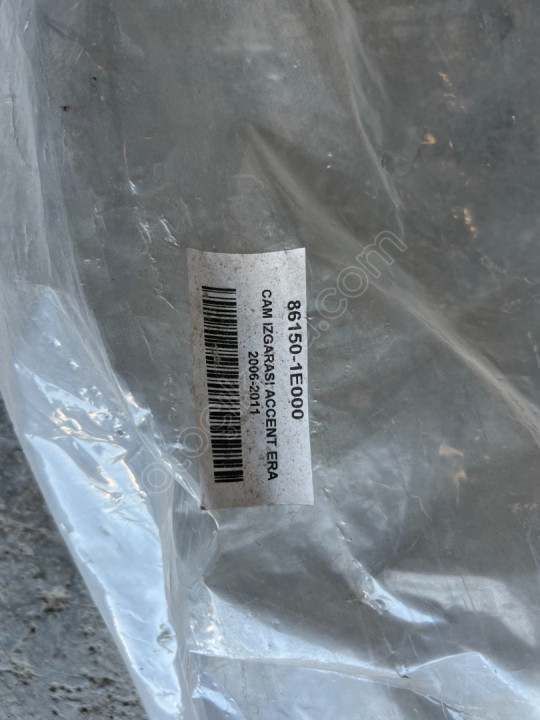 86150-1E000
CAM IZGARASI ACCENT ERA
2006-2011